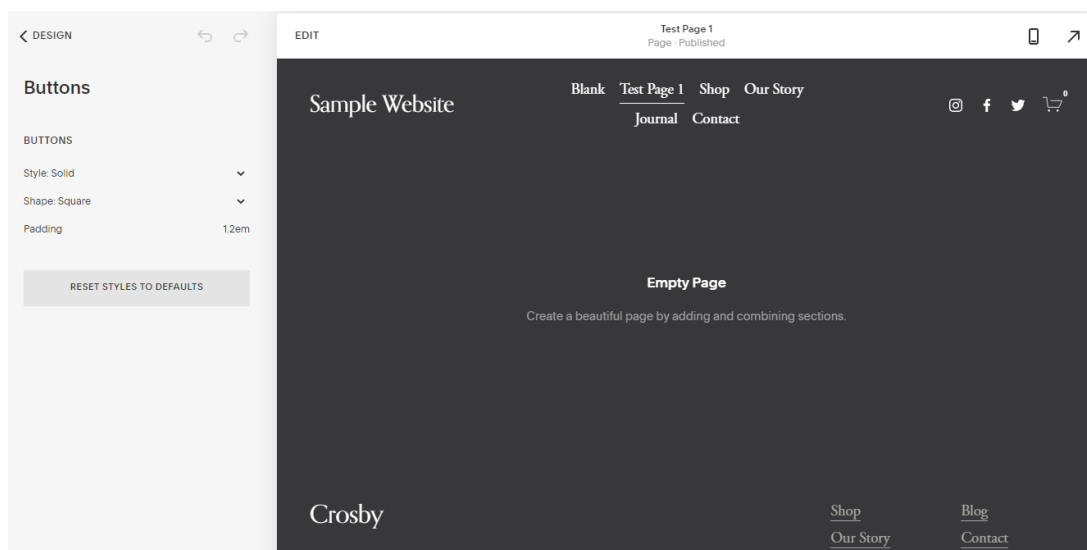 DESIGN
Buttons
BUTTONS
Style: Solid
Shape: Square
Padding 1.2em
RESET STYLES TO DEFAULTS
EDIT
Test Page 1
Page · Published
Sample Website
Blank Test Page 1 Shop Our Story
Journal Contact
0
Empty Page
Create a beautiful page by adding and combining sections.
Crosby
Shop
Our Story
Blog
Contact